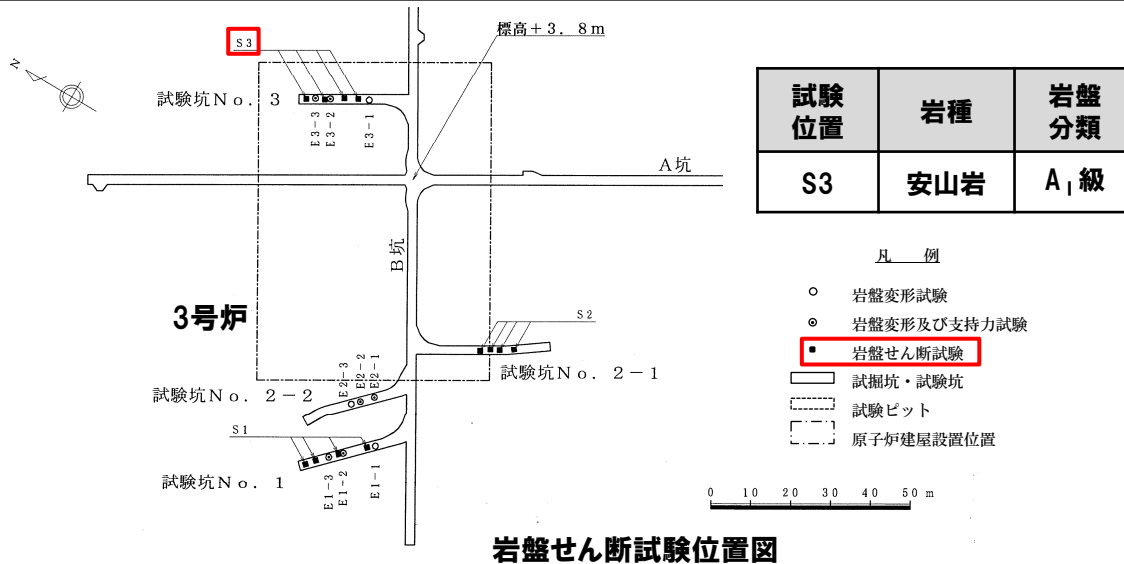 標高+3.8m
S3
N
試験坑No.3
E3-3
E3-2
E3-1
A坑
B坑
3号炉
S2
試験坑No.2-1
E2-3
E2-2
E2-1
試験坑No.2-2
S1
E1-3
E1-2
E1-1
試験坑No.1
試験位置 岩種 岩盤分類
S3 安山岩 AⅠ級
凡 例
岩盤変形試験
岩盤変形及び支持力試験
岩盤せん断試験
試掘坑・試験坑
試験ピット
原子炉建屋設置位置
0 10 20 30 40 50 m
岩盤せん断試験位置図